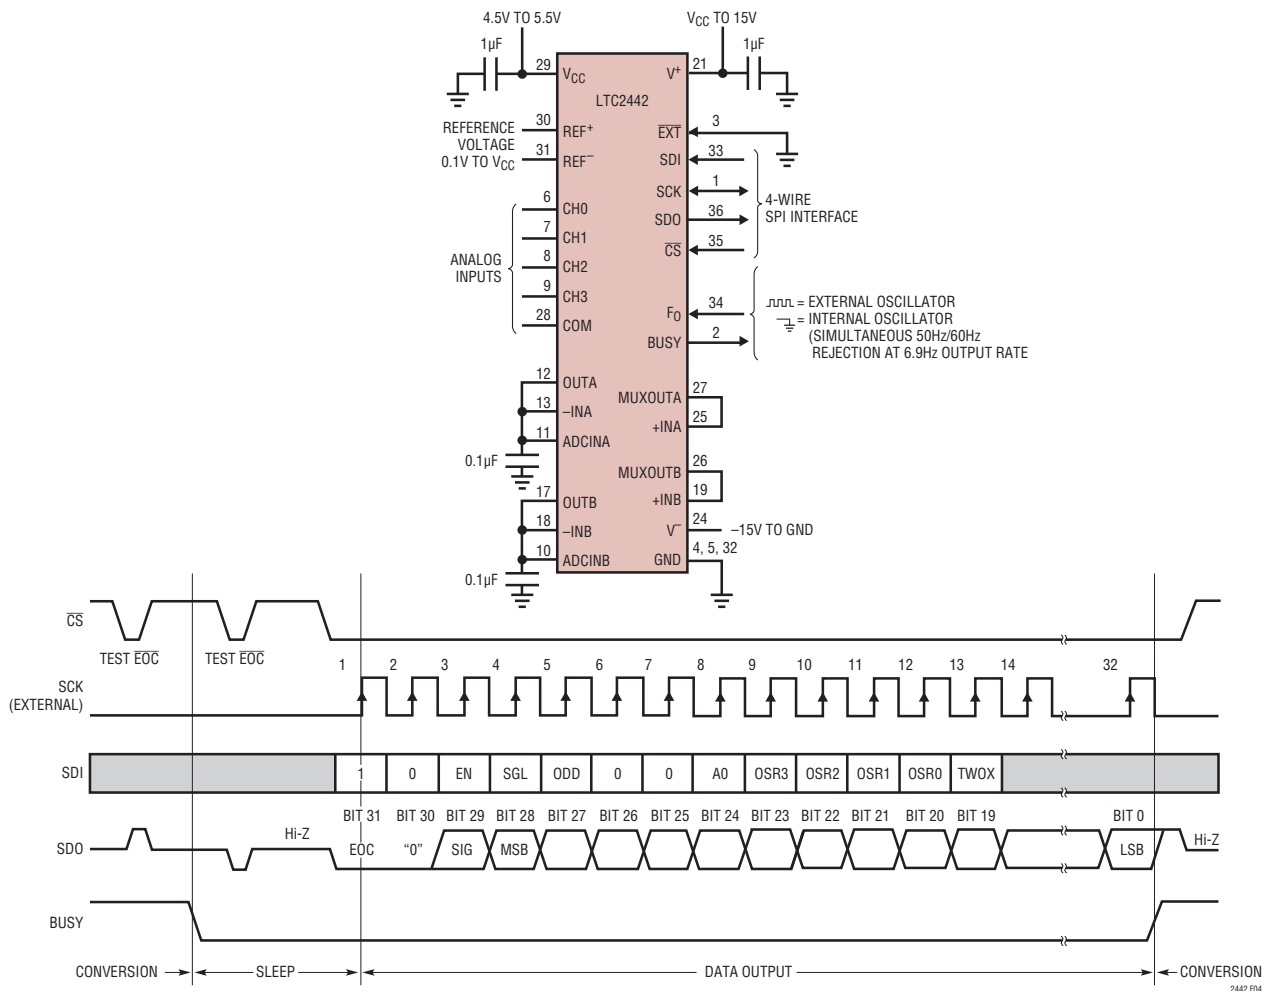 4.5V TO 5.5V
VCC TO 15V
1µF
1µF
29
VCC
V+
21
LTC2442
REFERENCE
VOLTAGE
0.1V TO VCC
30
REF+
31
REF–
EXT
3
SDI
33
SCK
1
SDO
36
CS
35
4-WIRE
SPI INTERFACE
ANALOG
INPUTS
6
CH0
7
CH1
8
CH2
9
CH3
28
COM
FO
34
BUSY
2
= EXTERNAL OSCILLATOR
= INTERNAL OSCILLATOR
(SIMULTANEOUS 50Hz/60Hz
REJECTION AT 6.9Hz OUTPUT RATE
12
OUTA
13
–INA
11
ADCINA
0.1µF
MUXOUTA
27
+INA
25
MUXOUTB
26
+INB
19
17
OUTB
18
–INB
10
ADCINB
0.1µF
V–
24
–15V TO GND
GND
4, 5, 32
CS
TEST EOC
TEST EOC
1 2 3 4 5 6 7 8 9 10 11 12 13 14 32
SCK
(EXTERNAL)
SDI
1 0 EN SGL ODD 0 0 A0 OSR3 OSR2 OSR1 OSR0 TWOX
BIT 31 BIT 30 BIT 29 BIT 28 BIT 27 BIT 26 BIT 25 BIT 24 BIT 23 BIT 22 BIT 21 BIT 20 BIT 19 BIT 0
SDO
Hi-Z
EOC "0" SIG MSB LSB
Hi-Z
BUSY
CONVERSION SLEEP DATA OUTPUT CONVERSION
2442 F04